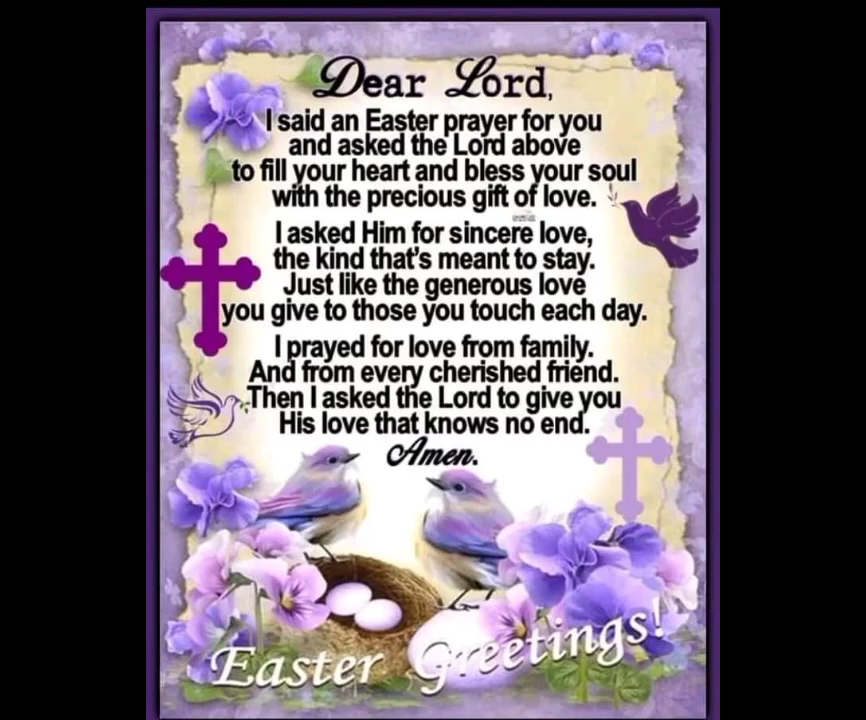 Dear Lord,
I said an Easter prayer for you
and asked the Lord above
to fill your heart and bless your soul
with the precious gift of love.
I asked Him for sincere love,
the kind that's meant to stay.
Just like the generous love
you give to those you touch each day.
I prayed for love from family.
And from every cherished friend.
Then I asked the Lord to give you
His love that knows no end.
Amen.
Easter Greetings!